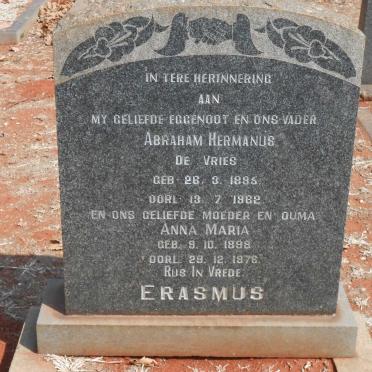 IN TERE HERINNERING
AAN
MY GELIEFDE EGGENOOT EN ONS VADER
ABRAHAM HERMANUS
DE VRIES
GEB. 26. 3. 1895.
OORL. 13. 7. 1962.
EN ONS GELIEFDE MOEDER EN OUMA
ANNA MARIA
GEB. 9. 10. 1898.
OORL. 29. 12. 1976.
RUS IN VREDE.
ERASMUS